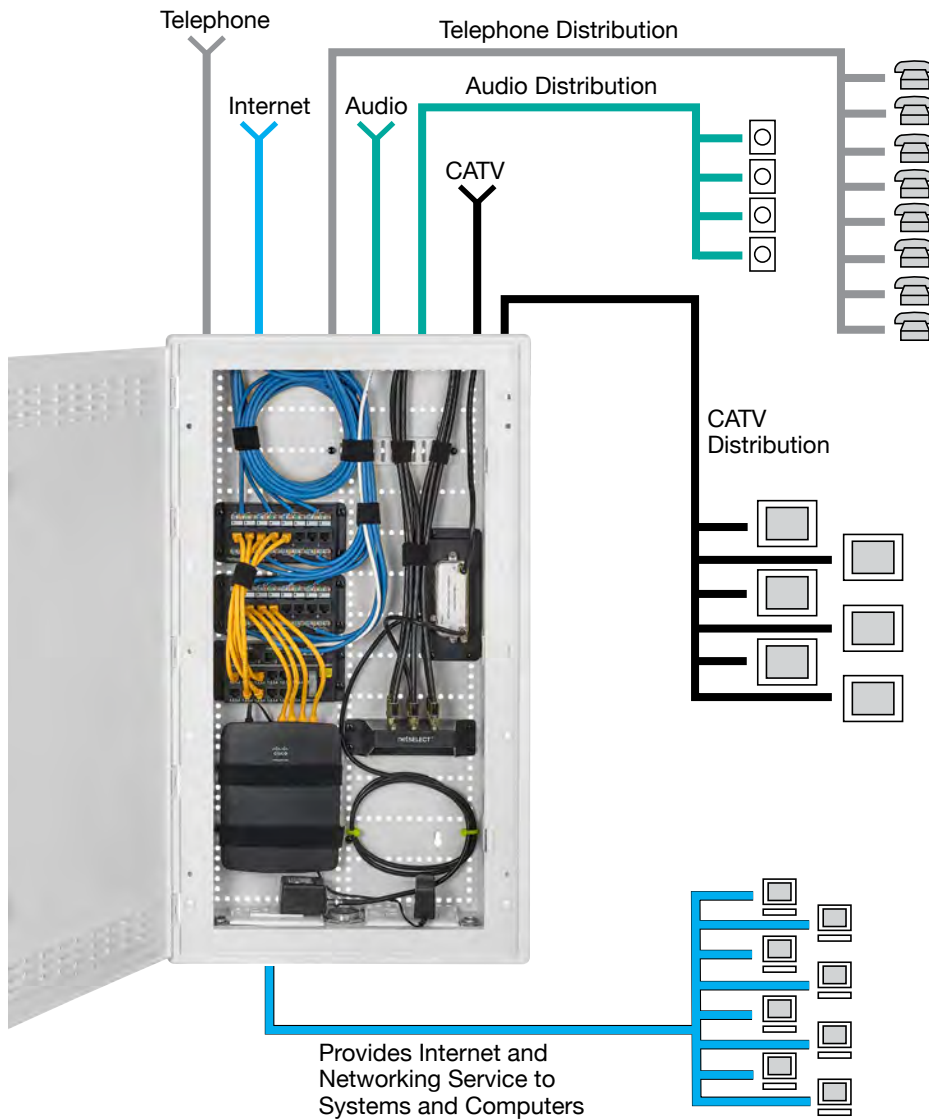 Telephone
Telephone Distribution
Audio Distribution
Internet
Audio
CATV
CATV
Distribution
netSELECT
Provides Internet and
Networking Service to
Systems and Computers